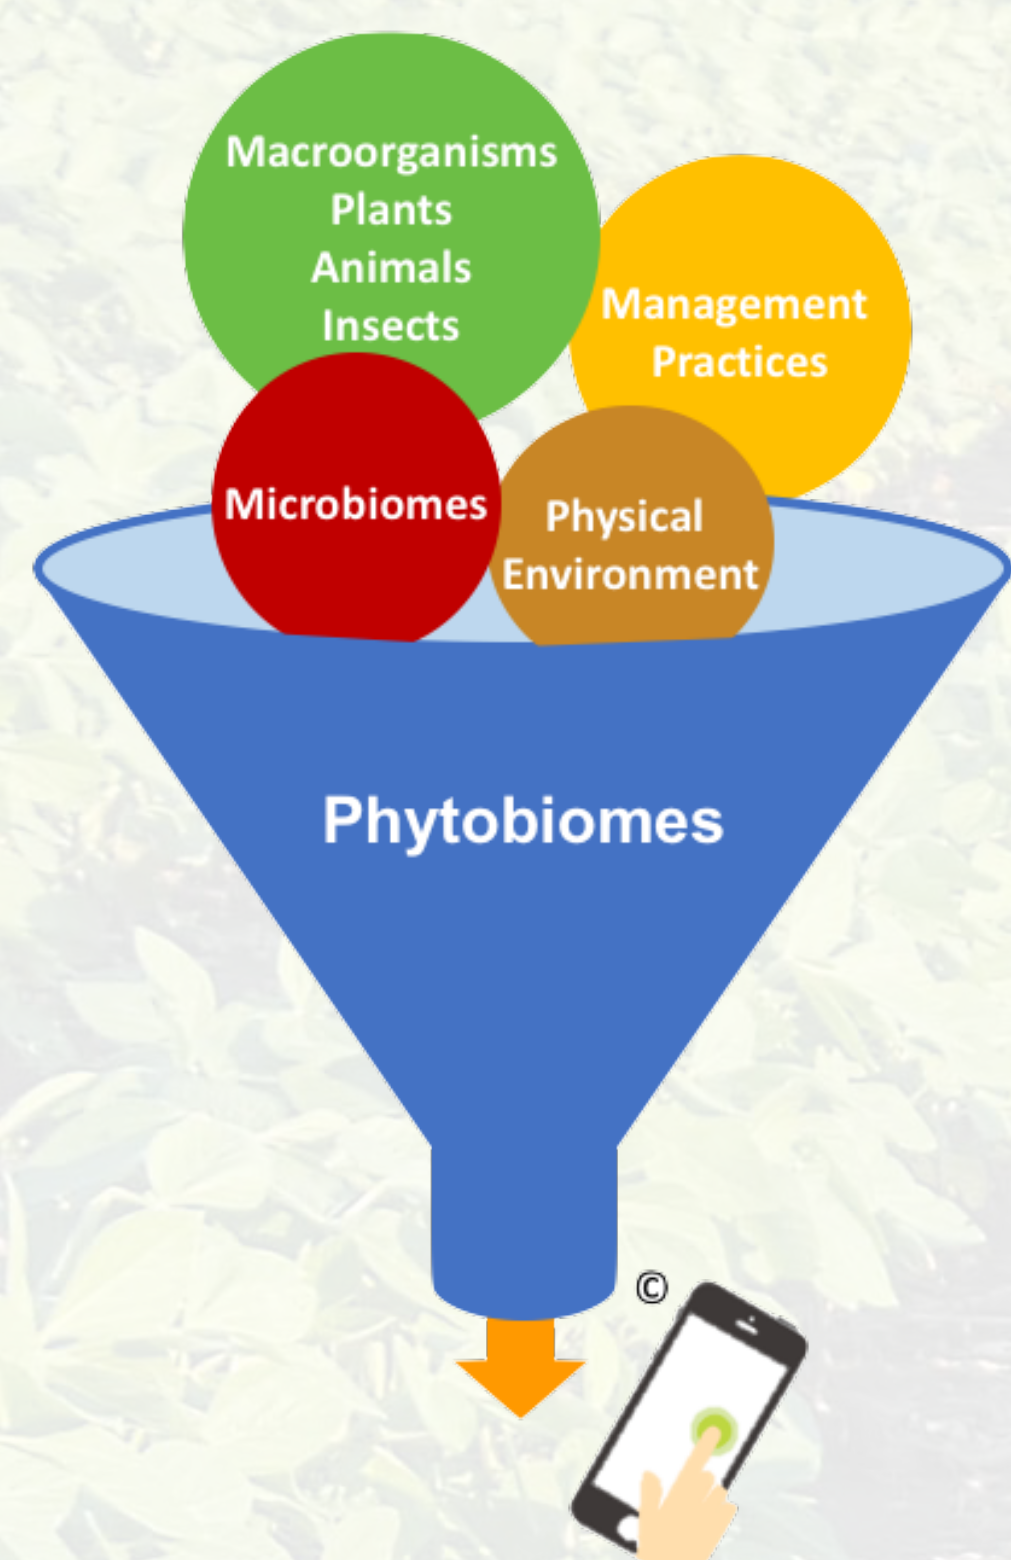 Macroorganisms
Plants
Animals
Insects
Management
Practices
Microbiomes
Physical
Environment
Phytobiomes
©